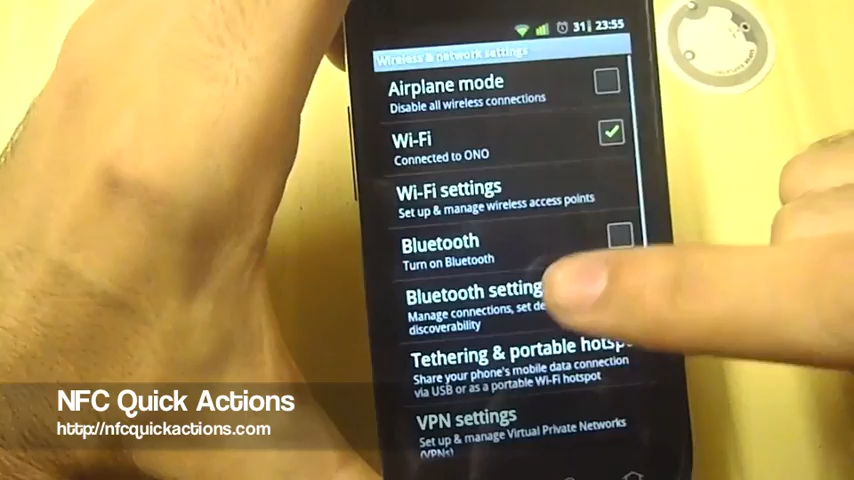 31 23:55
Wireless & network settings
Airplane mode
Disable all wireless connections
Wi-Fi
Connected to ONO
Wi-Fi settings
Set up & manage wireless access points
Bluetooth
Turn on Bluetooth
Bluetooth setting
Manage connections, set de
discoverability
Tethering & portable hotsp
Share your phone's mobile data connection
via USB or as a portable Wi-Fi hotspot
VPN settings
Set up & manage Virtual Private Networks
(VPNs)
NFC Quick Actions
http://nfcquickactions.com